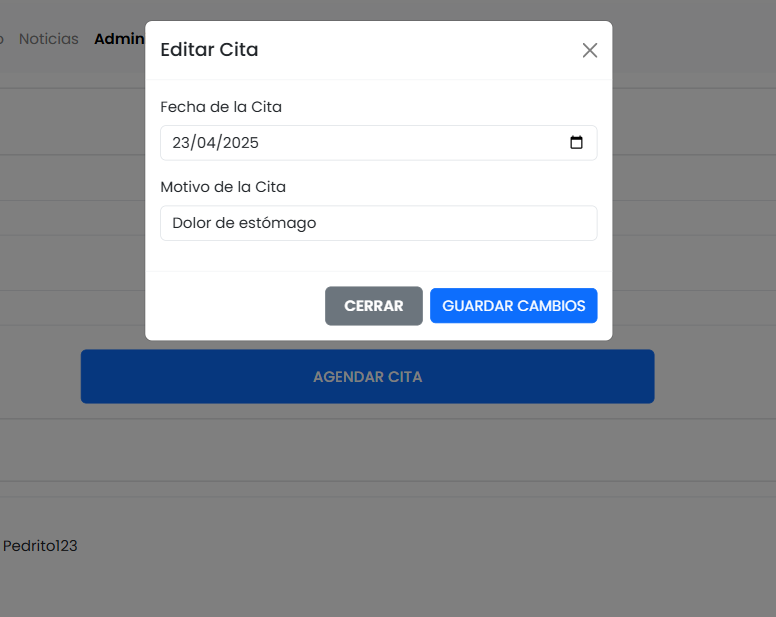 Noticias Admin
Editar Cita
Fecha de la Cita
23/04/2025
Motivo de la Cita
Dolor de estómago
CERRAR GUARDAR CAMBIOS
AGENDAR CITA
Pedrito123